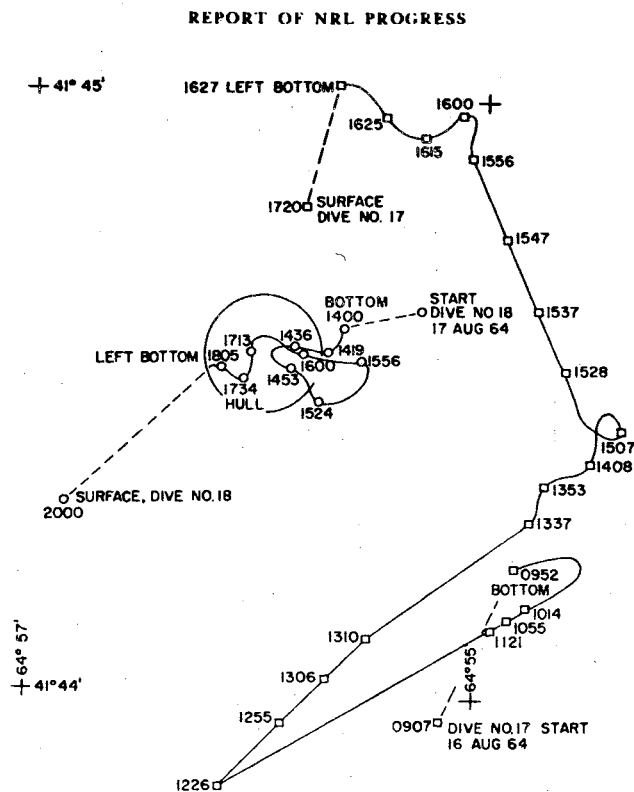 REPORT OF NRL PROGRESS
41° 45'
1627 LEFT BOTTOM
1600
1625
1615
1556
1720
SURFACE
DIVE NO. 17
1547
BOTTOM
1400
START
DIVE NO 18
17 AUG 64
1537
1713
1436
1419
LEFT BOTTOM
1805
1600
1556
1453
1734
HULL
1524
1528
1507
1408
1353
SURFACE, DIVE NO. 18
2000
1337
0952
BOTTOM
1014
1055
1121
1310
64° 57'
1306
64°55
41°44'
1255
0907
DIVE NO. 17 START
16 AUG 64
1226